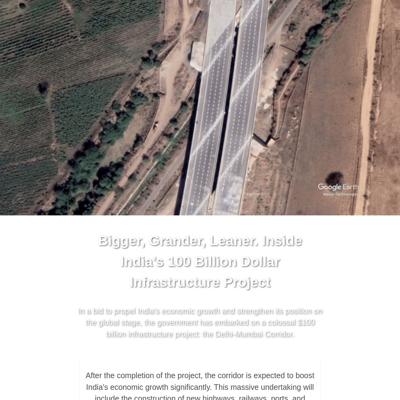 Google Earth
Bigger, Grander, Leaner. Inside
India's 100 Billion Dollar
Infrastructure Project
In a bid to propel India's economic growth and strengthen its position on
the global stage, the government has embarked on a colossal $100
billion infrastructure project: the Delhi-Mumbai Corridor.
After the completion of the project, the corridor is expected to boost
India's economic growth significantly. This massive undertaking will
include the construction of new highways, railways, ports, and